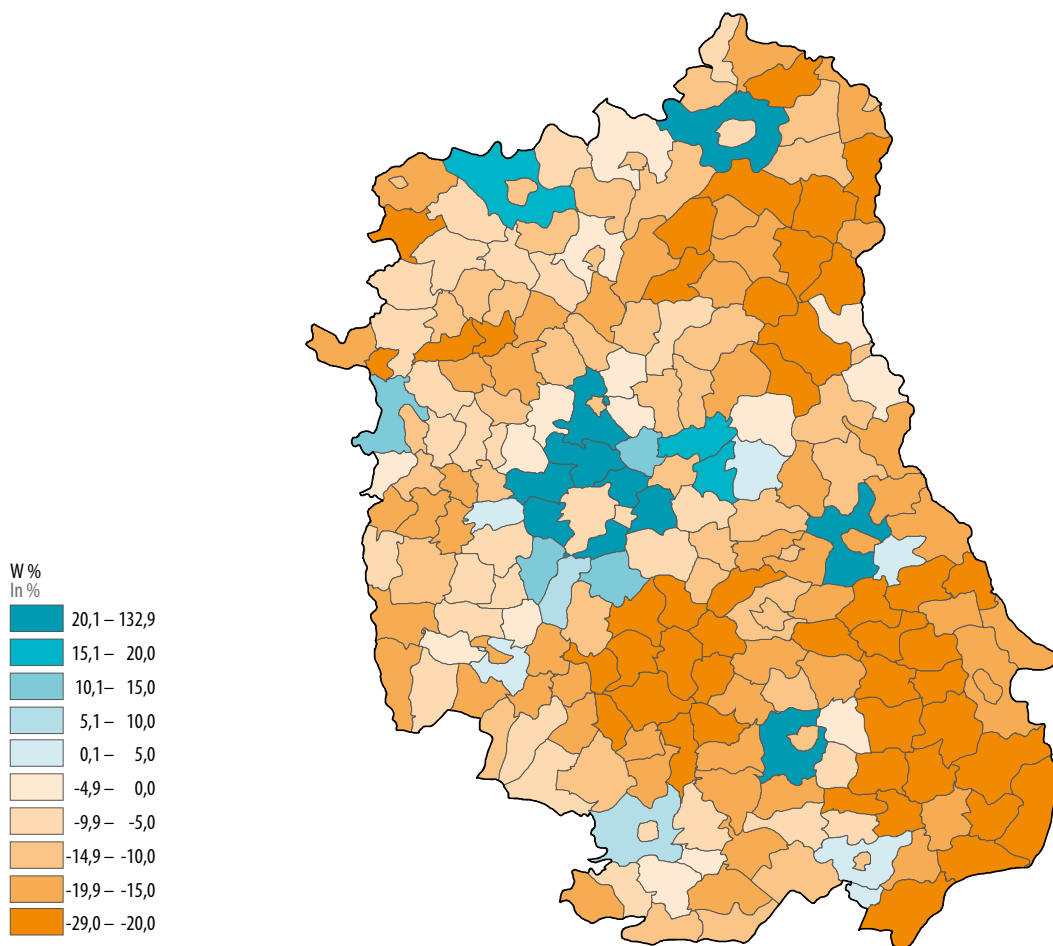 W %
In %
20,1 – 132,9
15,1 – 20,0
10,1 – 15,0
5,1 – 10,0
0,1 – 5,0
-4,9 – 0,0
-9,9 – -5,0
-14,9 – -10,0
-19,9 – -15,0
-29,0 – -20,0